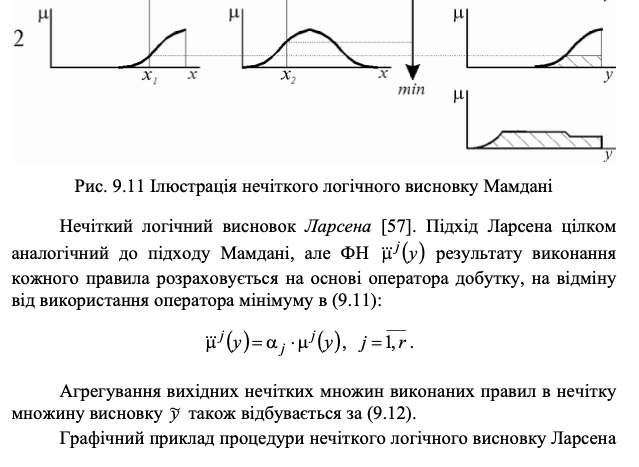 μ μ μ
2
x₁ x x₂ x y
min
μ
y
Рис. 9.11 Ілюстрація нечіткого логічного висновку Мамдані
Нечіткий логічний висновок Ларсена [57]. Підхід Ларсена цілком
аналогічний до підходу Мамдані, але ФН μ̈ʲ(y) результату виконання
кожного правила розраховується на основі оператора добутку, на відміну
від використання оператора мінімуму в (9.11):
μ̈ʲ(y)=αⱼ·μʲ(y), j=1,r̅.
Агрегування вихідних нечітких множин виконаних правил в нечітку
множину висновку ỹ також відбувається за (9.12).
Графічний приклад процедури нечіткого логічного висновку Ларсена